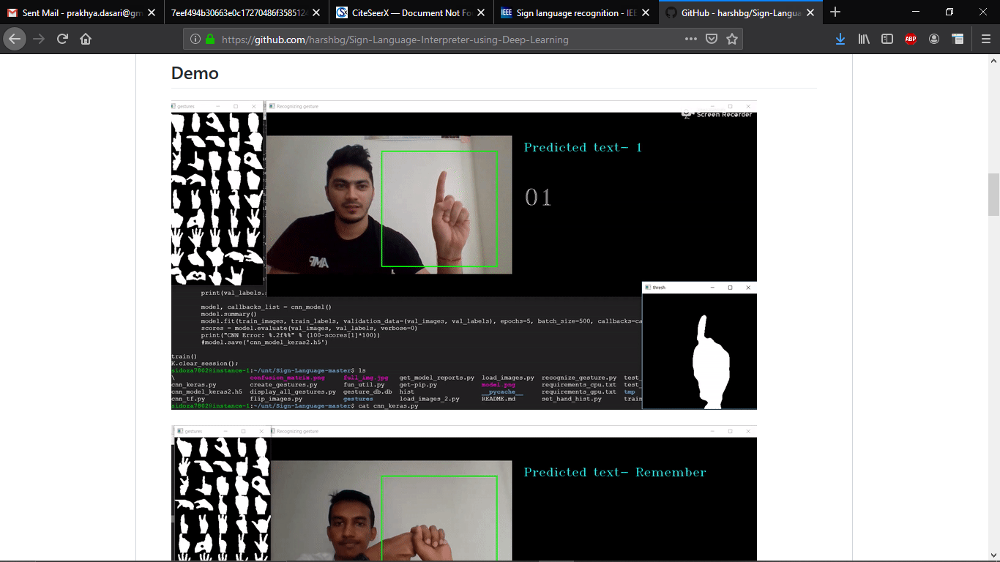 Sent Mail - prakhya.dasari@gm
7eef494b30663e0c17270486f358512
CiteSeerX — Document Not Fo
Sign language recognition - IEE
GitHub - harshbg/Sign-Langua
https://github.com/harshbg/Sign-Language-Interpreter-using-Deep-Learning
ABP
Demo
gestures
Recognizing gesture
Screen Recorder
Predicted text- 1
01
thresh
print(val_labels.
model, callbacks_list = cnn_model()
model.summary()
model.fit(train_images, train_labels, validation_data=(val_images, val_labels), epochs=5, batch_size=500, callbacks=ca
scores = model.evaluate(val_images, val_labels, verbose=0)
print("CNN Error: %.2f%%" % (100-scores[1]*100))
#model.save('cnn_model_keras2.h5')
train()
K.clear_session();
sidoza7802@instance-1:~/unt/Sign-Language-master$ ls
\ confusion_matrix.png full_img.jpg get_model_reports.py load_images.py recognize_gesture.py test_
cnn_keras.py create_gestures.py fun_util.py get-pip.py model.png requirements_cpu.txt test_
cnn_model_keras2.h5 display_all_gestures.py gesture_db.db hist __pycache__ requirements_gpu.txt tmp
cnn_tf.py flip_images.py gestures load_images_2.py README.md set_hand_hist.py train
sidoza7802@instance-1:~/unt/Sign-Language-master$ cat cnn_keras.py
gestures
Recognizing gesture
Predicted text- Remember